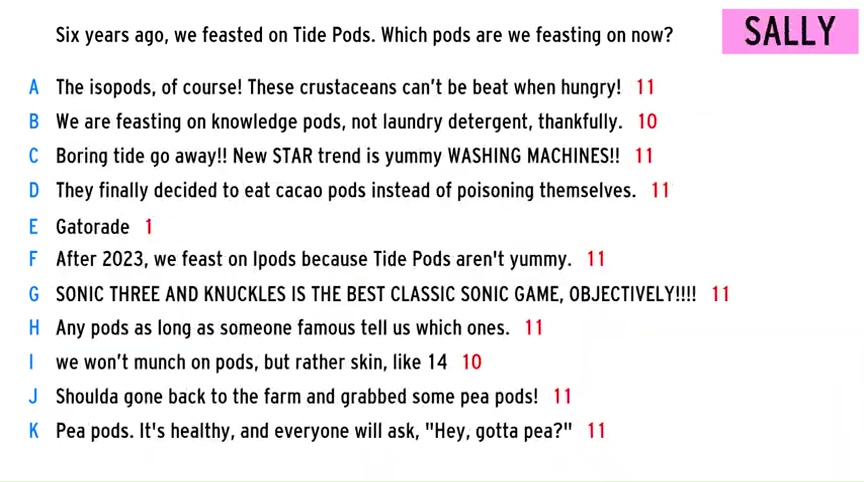 Six years ago, we feasted on Tide Pods. Which pods are we feasting on now?
SALLY
A The isopods, of course! These crustaceans can’t be beat when hungry! 11
B We are feasting on knowledge pods, not laundry detergent, thankfully. 10
C Boring tide go away!! New STAR trend is yummy WASHING MACHINES!! 11
D They finally decided to eat cacao pods instead of poisoning themselves. 11
E Gatorade 1
F After 2023, we feast on Ipods because Tide Pods aren't yummy. 11
G SONIC THREE AND KNUCKLES IS THE BEST CLASSIC SONIC GAME, OBJECTIVELY!!!! 11
H Any pods as long as someone famous tell us which ones. 11
I we won’t munch on pods, but rather skin, like 14 10
J Shoulda gone back to the farm and grabbed some pea pods! 11
K Pea pods. It's healthy, and everyone will ask, "Hey, gotta pea?" 11